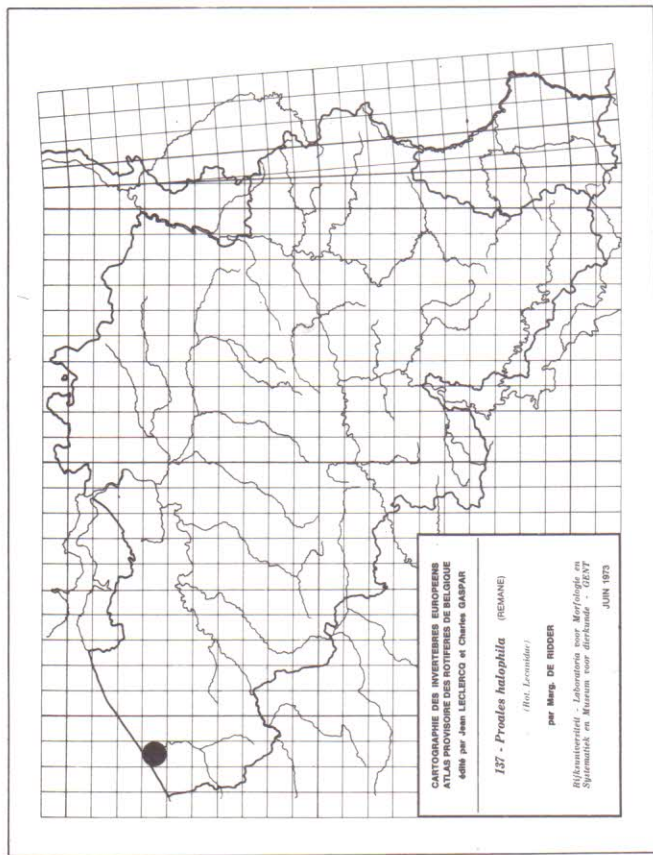 CARTOGRAPHIE DES INVERTEBRES EUROPEENS
ATLAS PROVISOIRE DES ROTIFERES DE BELGIQUE
édité par Jean LECLERCQ et Charles GASPAR
137 - Proales halophila (REMANE)
(Rot. Lecanidae)
par Marg. DE RIDDER
Rijksuniversiteit - Laboratoria voor Morfologie en
Systematiek en Museum voor dierkunde - GENT
JUIN 1973